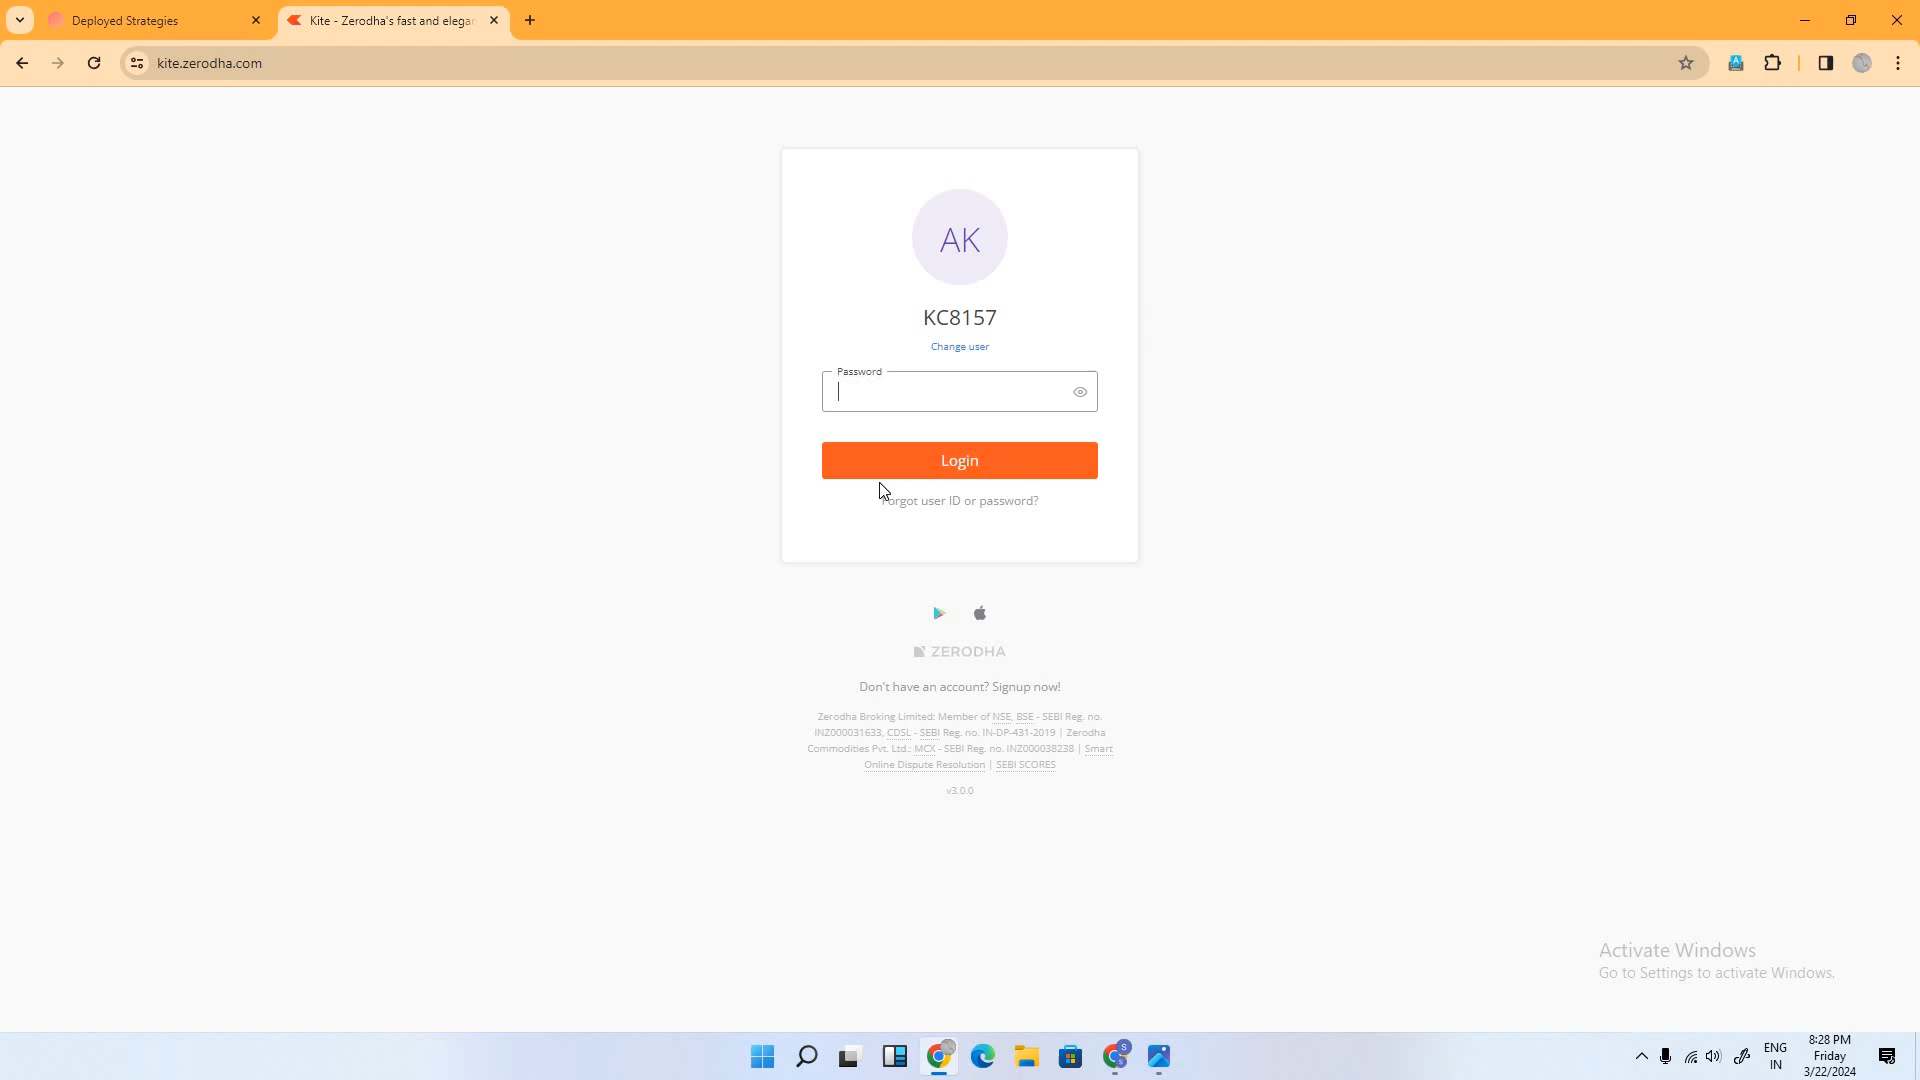 Deployed Strategies
Kite - Zerodha's fast and elega
kite.zerodha.com
AK
KC8157
Change user
Password
Login
Forgot user ID or password?
ZERODHA
Don't have an account? Signup now!
Zerodha Broking Limited: Member of NSE, BSE - SEBI Reg. no.
INZ000031633, CDSL - SEBI Reg. no. IN-DP-431-2019 | Zerodha
Commodities Pvt. Ltd.: MCX - SEBI Reg. no. INZ000038238 | Smart
Online Dispute Resolution | SEBI SCORES
v3.0.0
Activate Windows
Go to Settings to activate Windows.
S
S
ENG
IN
8:28 PM
Friday
3/22/2024